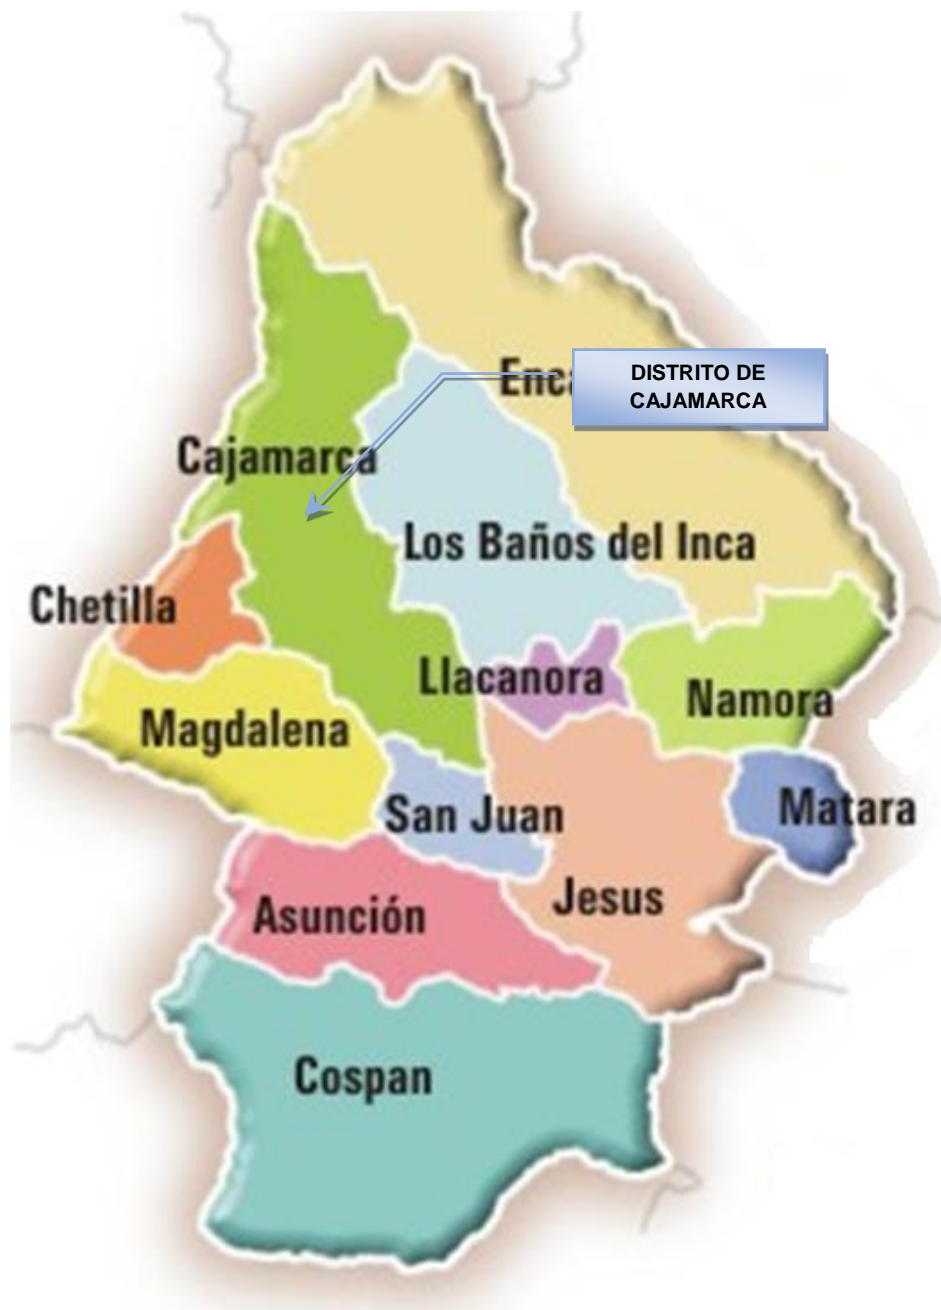 DISTRITO DE
CAJAMARCA
Cajamarca
Los Baños del Inca
Chetilla
Llacanora
Namora
Magdalena
San Juan
Matara
Jesus
Asunción
Cospan